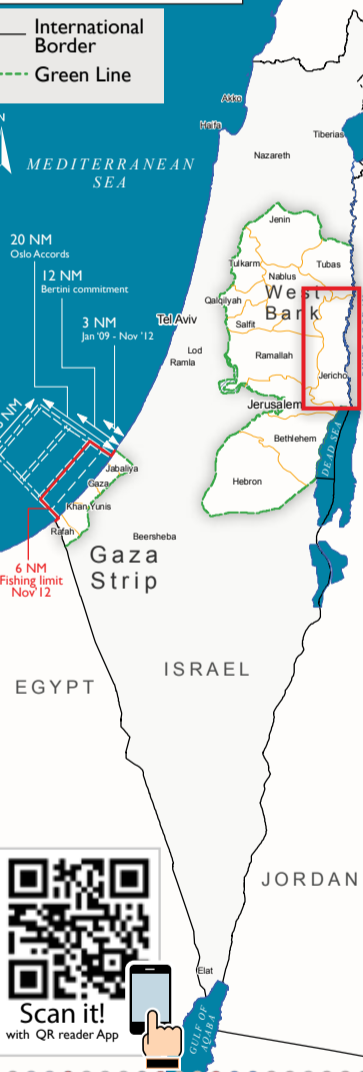 International
Border
Green Line
N
Akko
Haifa
Tiberias
Nazareth
MEDITERRANEAN
SEA
Jenin
20 NM
Oslo Accords
Tulkarm
Tubas
12 NM
Bertini commitment
Nablus
West
Bank
Qalqilyah
3 NM
Jan '09 - Nov '12
Tel Aviv
Salfit
Lod
Ramla
Ramallah
Jericho
Jerusalem
Bethlehem
DEAD SEA
Jabaliya
Gaza
Hebron
Khan Yunis
Rafah
Beersheba
Gaza
Strip
6 NM
Fishing limit
Nov'12
ISRAEL
EGYPT
JORDAN
Elat
GULF OF
AQABA
Scan it!
with QR reader App